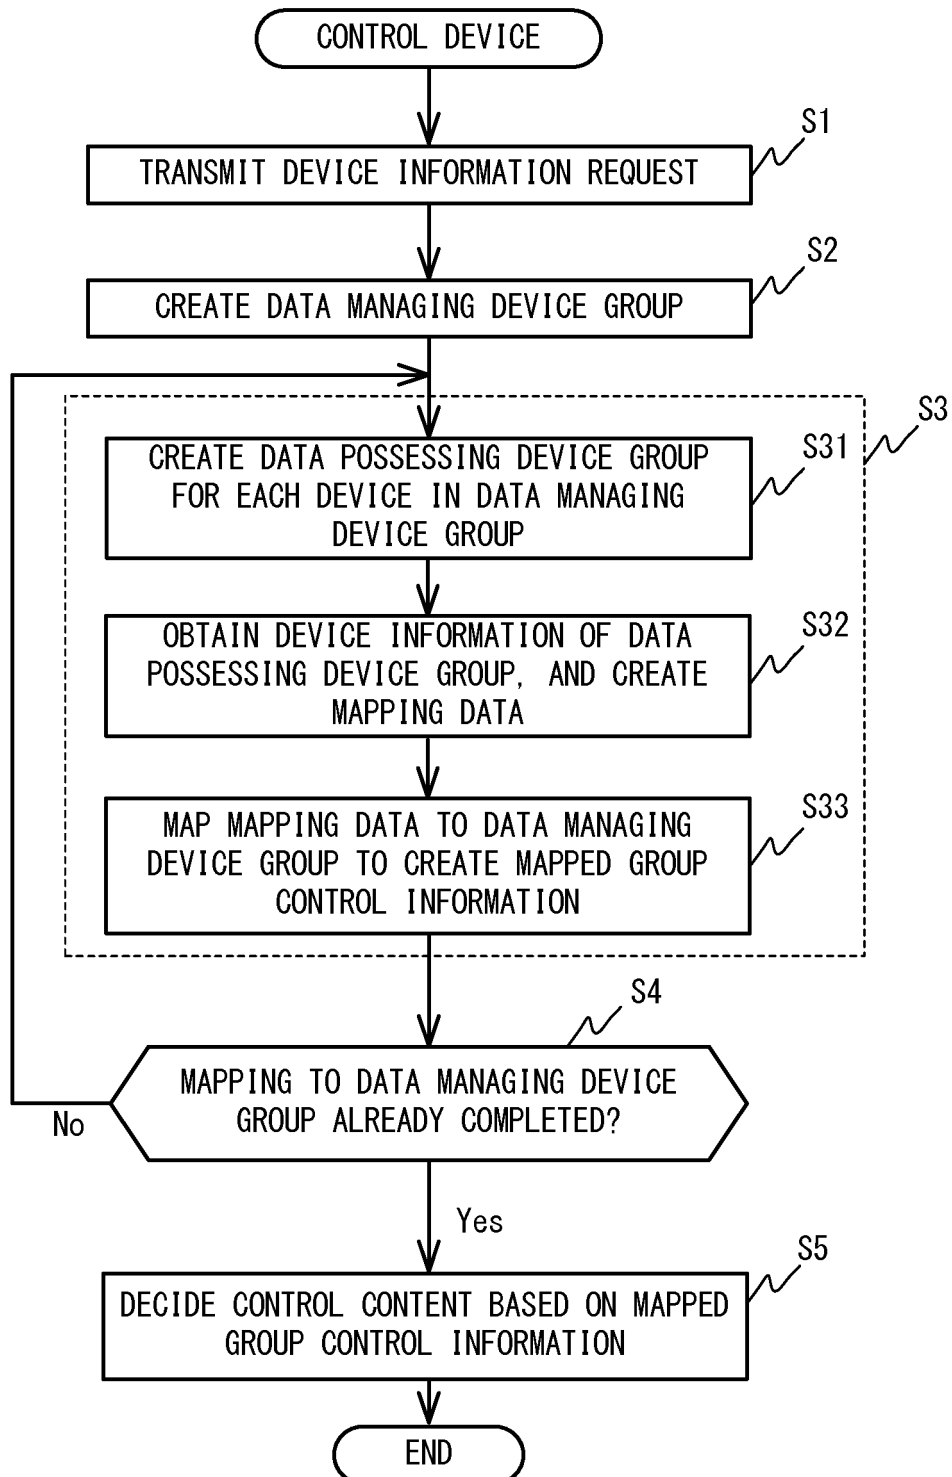 CONTROL DEVICE
S1
TRANSMIT DEVICE INFORMATION REQUEST
S2
CREATE DATA MANAGING DEVICE GROUP
S3
S31
CREATE DATA POSSESSING DEVICE GROUP
FOR EACH DEVICE IN DATA MANAGING
DEVICE GROUP
S32
OBTAIN DEVICE INFORMATION OF DATA
POSSESSING DEVICE GROUP, AND CREATE
MAPPING DATA
S33
MAP MAPPING DATA TO DATA MANAGING
DEVICE GROUP TO CREATE MAPPED GROUP
CONTROL INFORMATION
S4
MAPPING TO DATA MANAGING DEVICE
GROUP ALREADY COMPLETED?
No
Yes
S5
DECIDE CONTROL CONTENT BASED ON MAPPED
GROUP CONTROL INFORMATION
END